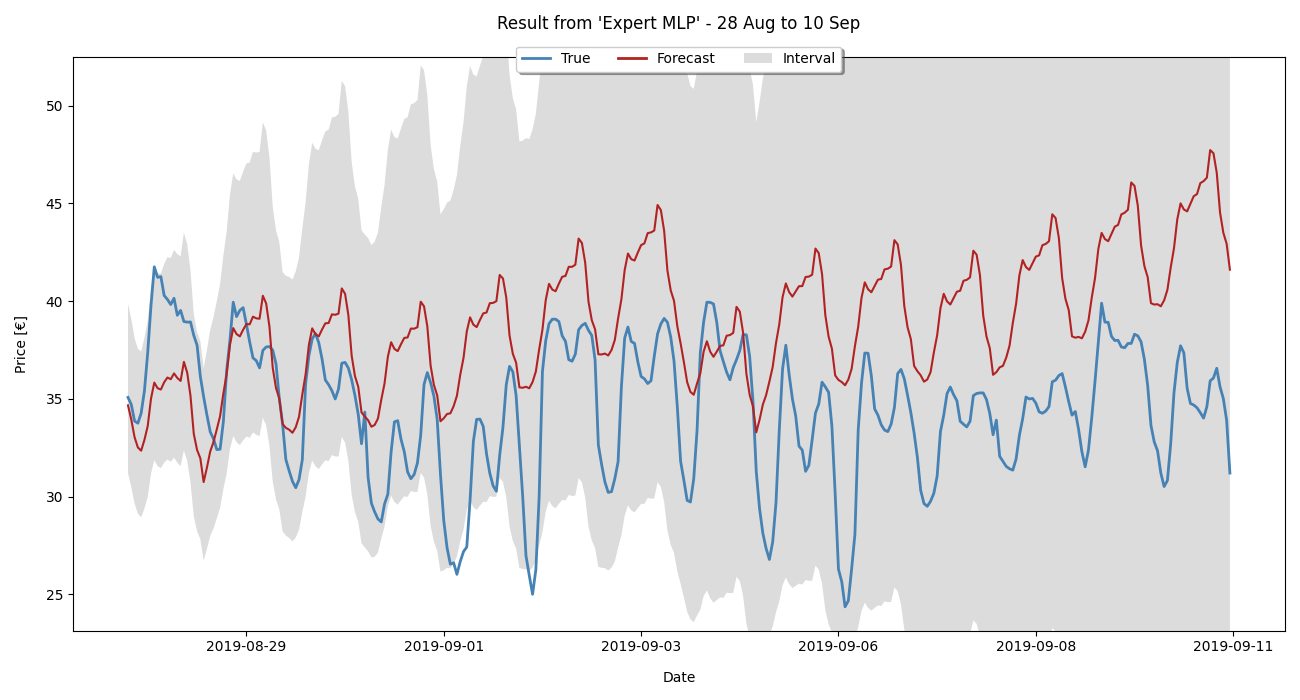 Result from 'Expert MLP' - 28 Aug to 10 Sep
True Forecast Interval
Price [€]
50
45
40
35
30
25
2019-08-29 2019-09-01 2019-09-03 2019-09-06 2019-09-08 2019-09-11
Date